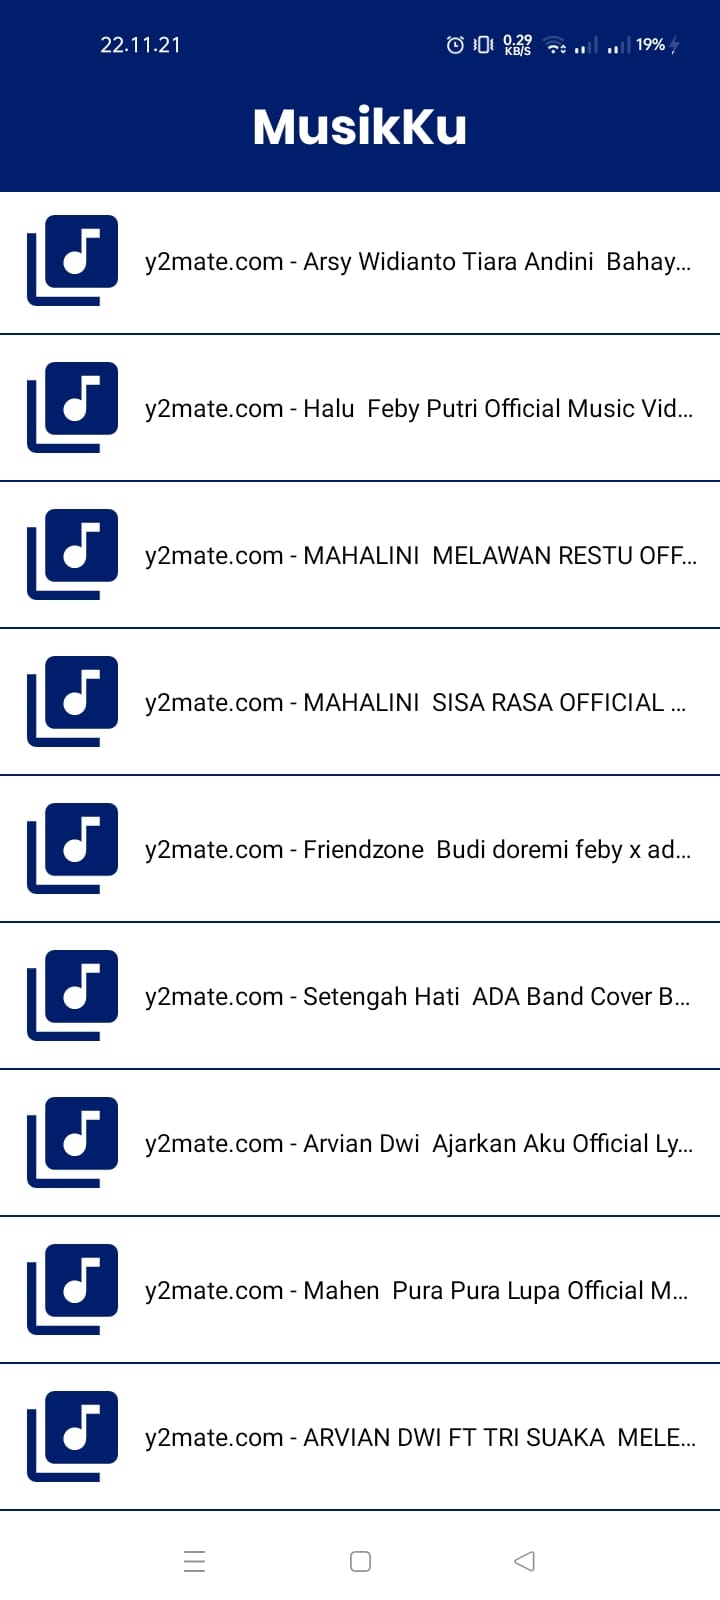 22.11.21 0.29 KB/S 19%
MusikKu
y2mate.com - Arsy Widianto Tiara Andini  Bahay...
y2mate.com - Halu  Feby Putri Official Music Vid...
y2mate.com - MAHALINI  MELAWAN RESTU OFF...
y2mate.com - MAHALINI  SISA RASA OFFICIAL ...
y2mate.com - Friendzone  Budi doremi feby x ad...
y2mate.com - Setengah Hati  ADA Band Cover B...
y2mate.com - Arvian Dwi  Ajarkan Aku Official Ly...
y2mate.com - Mahen  Pura Pura Lupa Official M...
y2mate.com - ARVIAN DWI FT TRI SUAKA  MELE...